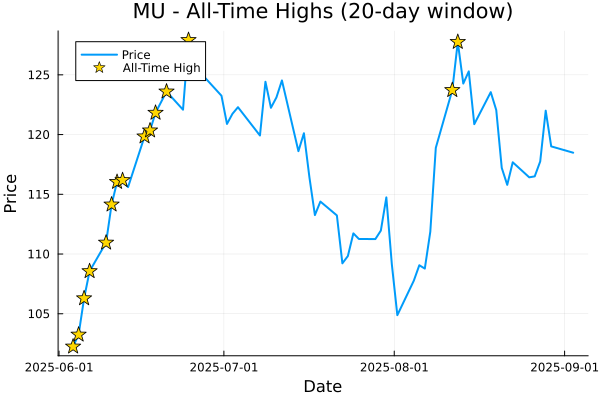 MU - All-Time Highs (20-day window)
Price
All-Time High
125
120
115
110
105
Price
2025-06-01
2025-07-01
2025-08-01
2025-09-01
Date